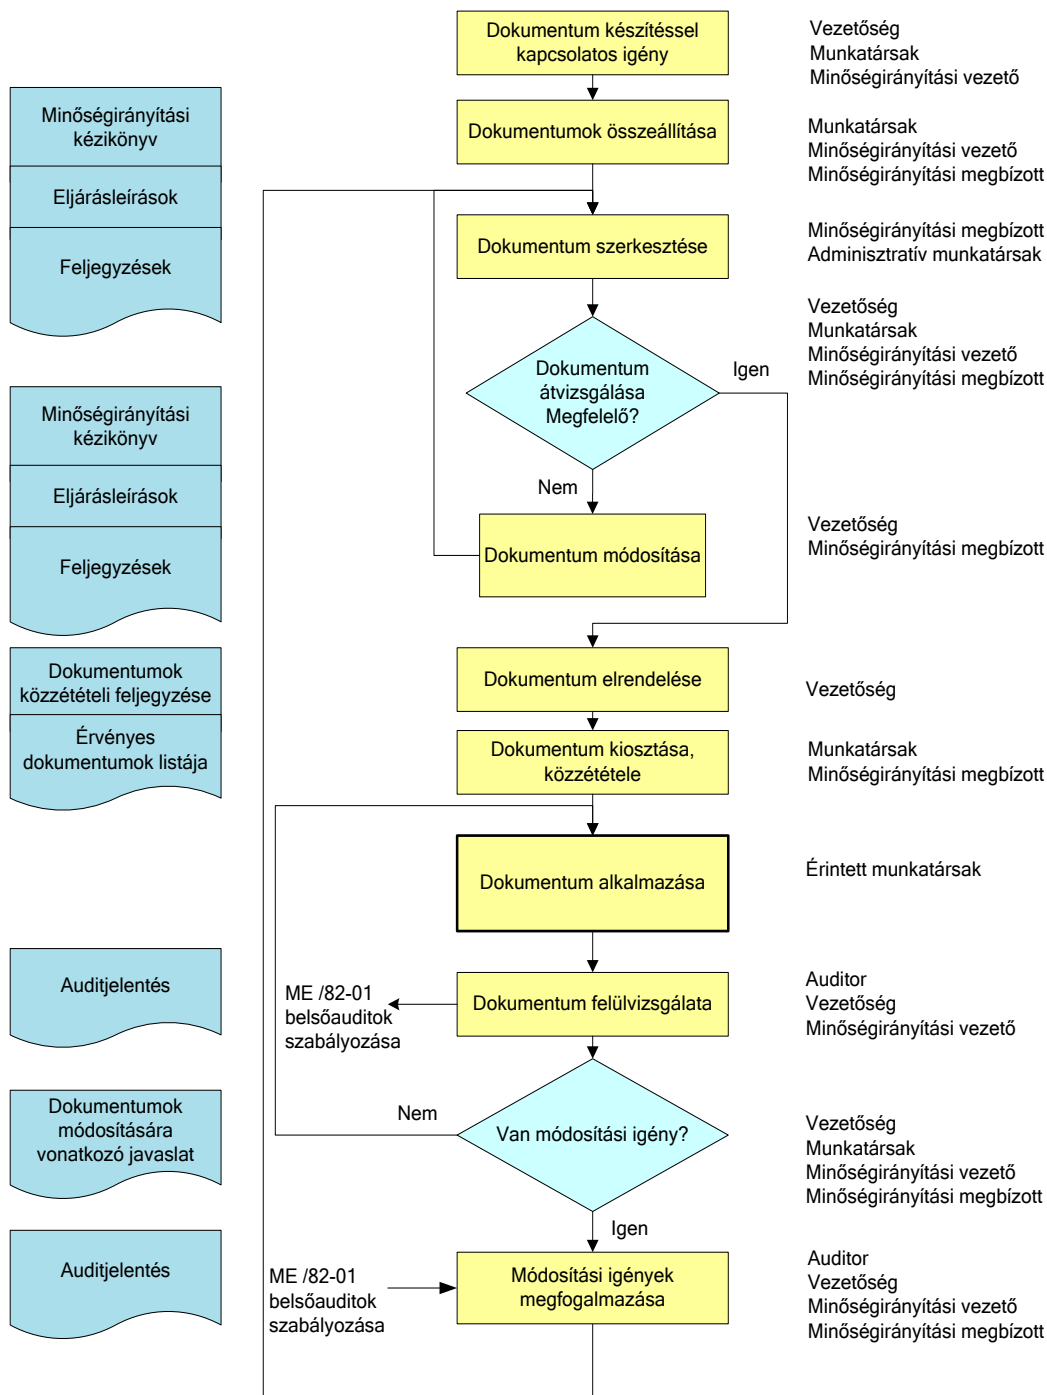 Dokumentum készítéssel
kapcsolatos igény
Vezetőség
Munkatársak
Minőségirányítási vezető
Minőségirányítási
kézikönyv
Eljárásleírások
Feljegyzések
Dokumentumok összeállítása
Munkatársak
Minőségirányítási vezető
Minőségirányítási megbízott
Dokumentum szerkesztése
Minőségirányítási megbízott
Adminisztratív munkatársak
Dokumentum
átvizsgálása
Megfelelő?
Igen
Nem
Vezetőség
Munkatársak
Minőségirányítási vezető
Minőségirányítási megbízott
Minőségirányítási
kézikönyv
Eljárásleírások
Feljegyzések
Dokumentum módosítása
Vezetőség
Minőségirányítási megbízott
Dokumentumok
közzétételi feljegyzése
Érvényes
dokumentumok listája
Dokumentum elrendelése
Vezetőség
Dokumentum kiosztása,
közzététele
Munkatársak
Minőségirányítási megbízott
Dokumentum alkalmazása
Érintett munkatársak
Auditjelentés
ME /82-01
belsőauditok
szabályozása
Dokumentum felülvizsgálata
Auditor
Vezetőség
Minőségirányítási vezető
Dokumentumok
módosítására
vonatkozó javaslat
Nem
Van módosítási igény?
Igen
Vezetőség
Munkatársak
Minőségirányítási vezető
Minőségirányítási megbízott
Auditjelentés
ME /82-01
belsőauditok
szabályozása
Módosítási igények
megfogalmazása
Auditor
Vezetőség
Minőségirányítási vezető
Minőségirányítási megbízott